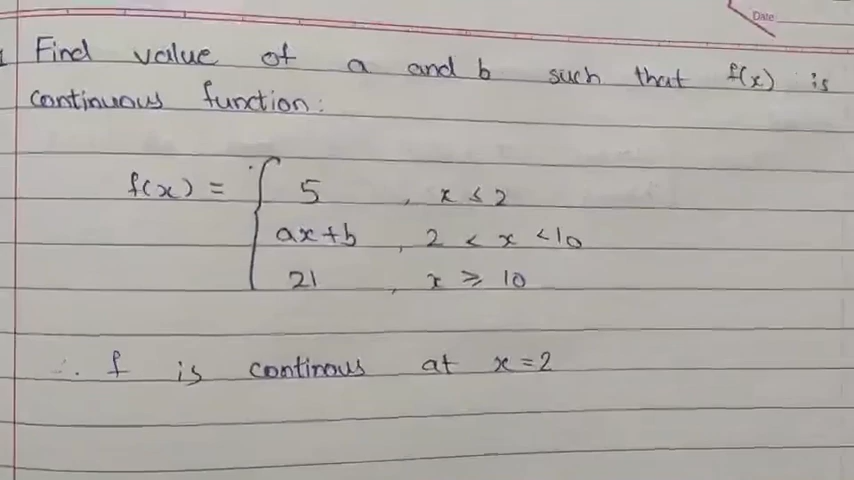 Date
Find value of a and b such that f(x) is
continuous function:
f(x) = { 5 , x ≤ 2
ax+b , 2 < x < 10
21 , x ≥ 10
∴ f is continous at x = 2